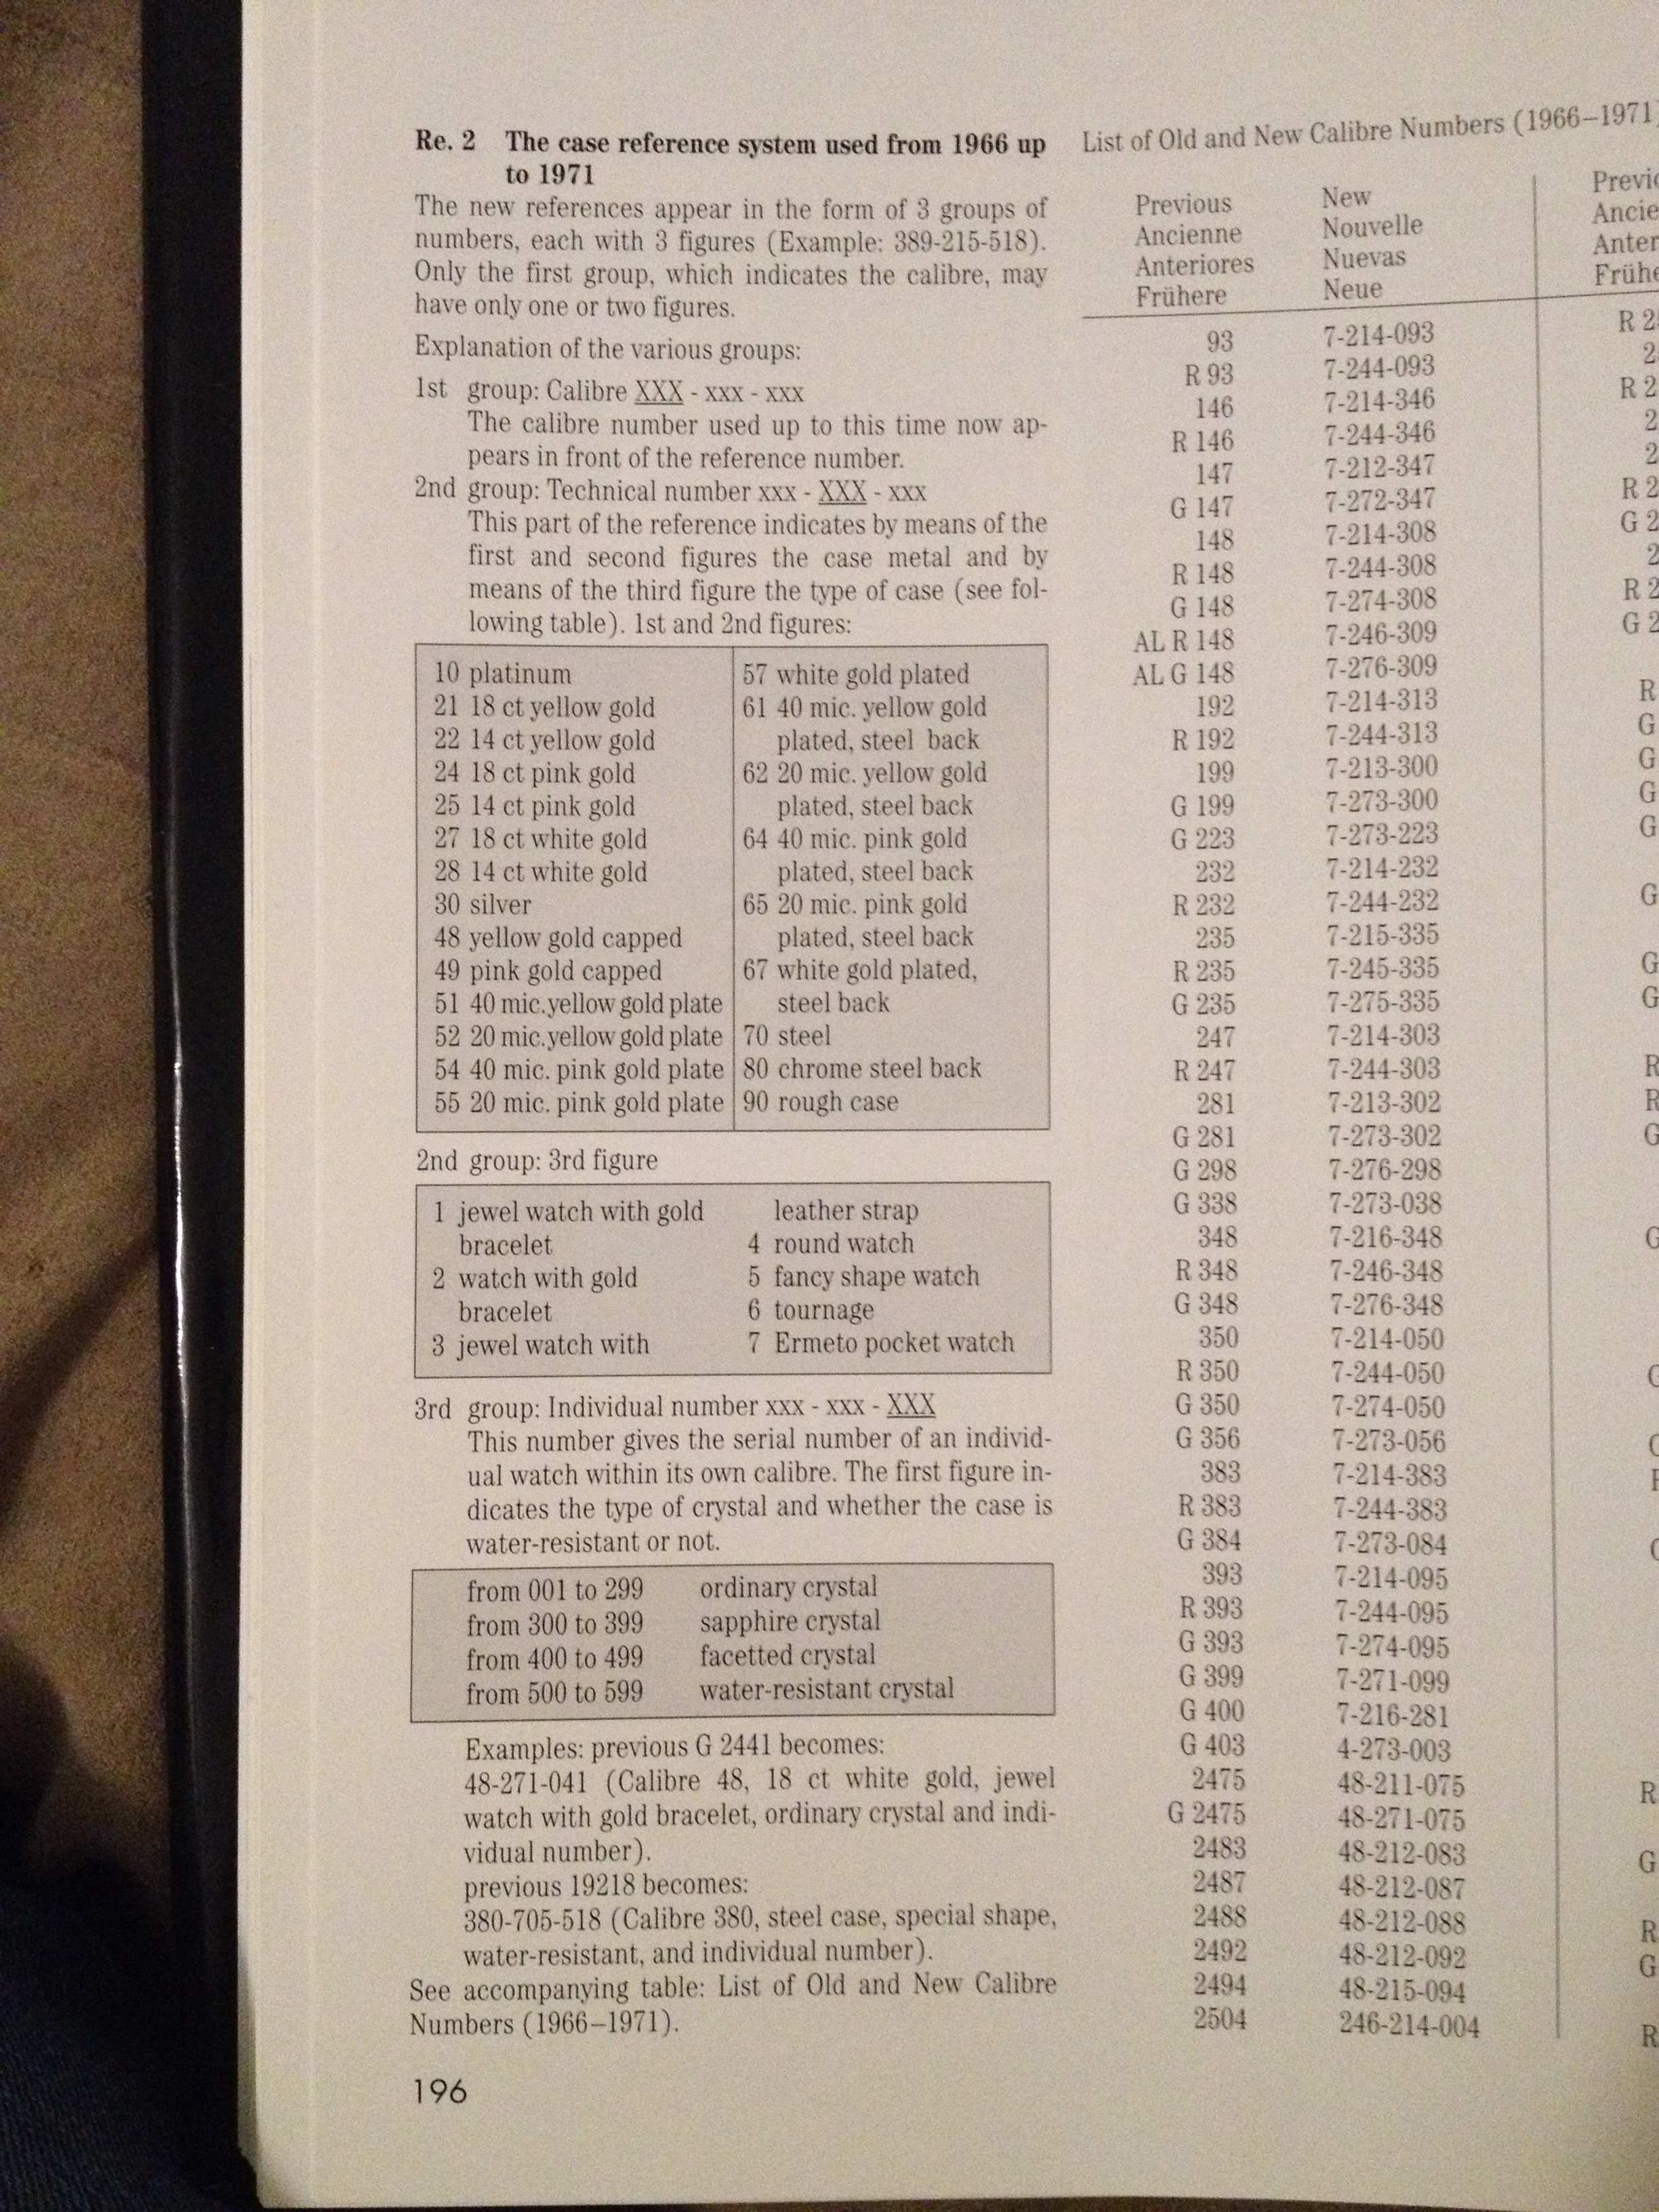 Re. 2 The case reference system used from 1966 up
to 1971
The new references appear in the form of 3 groups of
numbers, each with 3 figures (Example: 389-215-518).
Only the first group, which indicates the calibre, may
have only one or two figures.
Explanation of the various groups:
1st group: Calibre XXX - xxx - xxx
The calibre number used up to this time now ap-
pears in front of the reference number.
2nd group: Technical number xxx - XXX - xxx
This part of the reference indicates by means of the
first and second figures the case metal and by
means of the third figure the type of case (see fol-
lowing table). 1st and 2nd figures:
10 platinum
21 18 ct yellow gold
22 14 ct yellow gold
24 18 ct pink gold
25 14 ct pink gold
27 18 ct white gold
28 14 ct white gold
30 silver
48 yellow gold capped
49 pink gold capped
51 40 mic.yellow gold plate
52 20 mic.yellow gold plate
54 40 mic. pink gold plate
55 20 mic. pink gold plate
57 white gold plated
61 40 mic. yellow gold
plated, steel back
62 20 mic. yellow gold
plated, steel back
64 40 mic. pink gold
plated, steel back
65 20 mic. pink gold
plated, steel back
67 white gold plated,
steel back
70 steel
80 chrome steel back
90 rough case
2nd group: 3rd figure
1 jewel watch with gold
bracelet
2 watch with gold
bracelet
3 jewel watch with
leather strap
4 round watch
5 fancy shape watch
6 tournage
7 Ermeto pocket watch
3rd group: Individual number xxx - xxx - XXX
This number gives the serial number of an individ-
ual watch within its own calibre. The first figure in-
dicates the type of crystal and whether the case is
water-resistant or not.
from 001 to 299 ordinary crystal
from 300 to 399 sapphire crystal
from 400 to 499 facetted crystal
from 500 to 599 water-resistant crystal
Examples: previous G 2441 becomes:
48-271-041 (Calibre 48, 18 ct white gold, jewel
watch with gold bracelet, ordinary crystal and indi-
vidual number).
previous 19218 becomes:
380-705-518 (Calibre 380, steel case, special shape,
water-resistant, and individual number).
See accompanying table: List of Old and New Calibre
Numbers (1966–1971).
196
List of Old and New Calibre Numbers (1966–1971
Previous New
Ancienne Nouvelle
Anteriores Nuevas
Frühere Neue
93 7-214-093
R 93 7-244-093
146 7-214-346
R 146 7-244-346
147 7-212-347
G 147 7-272-347
148 7-214-308
R 148 7-244-308
G 148 7-274-308
AL R 148 7-246-309
AL G 148 7-276-309
192 7-214-313
R 192 7-244-313
199 7-213-300
G 199 7-273-300
G 223 7-273-223
232 7-214-232
R 232 7-244-232
235 7-215-335
R 235 7-245-335
G 235 7-275-335
247 7-214-303
R 247 7-244-303
281 7-213-302
G 281 7-273-302
G 298 7-276-298
G 338 7-273-038
348 7-216-348
R 348 7-246-348
G 348 7-276-348
350 7-214-050
R 350 7-244-050
G 350 7-274-050
G 356 7-273-056
383 7-214-383
R 383 7-244-383
G 384 7-273-084
393 7-214-095
R 393 7-244-095
G 393 7-274-095
G 399 7-271-099
G 400 7-216-281
G 403 4-273-003
2475 48-211-075
G 2475 48-271-075
2483 48-212-083
2487 48-212-087
2488 48-212-088
2492 48-212-092
2494 48-215-094
2504 246-214-004